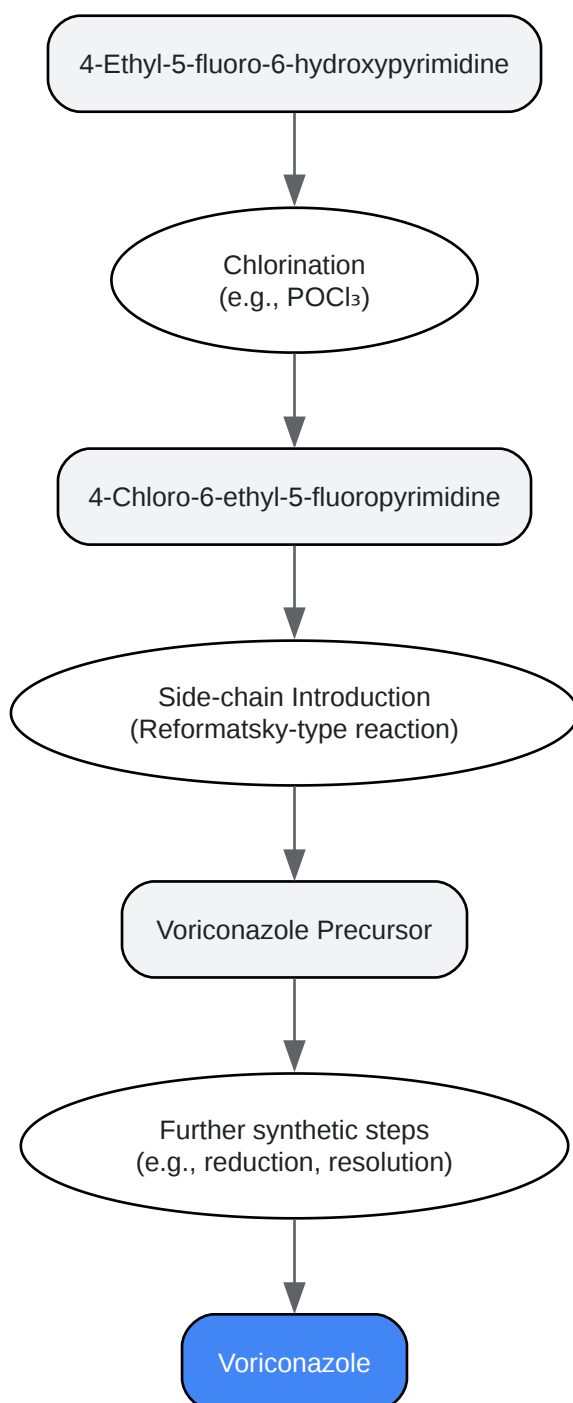 4-Ethyl-5-fluoro-6-hydroxypyrimidine
Chlorination
(e.g., POCl₃)
4-Chloro-6-ethyl-5-fluoropyrimidine
Side-chain Introduction
(Reformatsky-type reaction)
Voriconazole Precursor
Further synthetic steps
(e.g., reduction, resolution)
Voriconazole